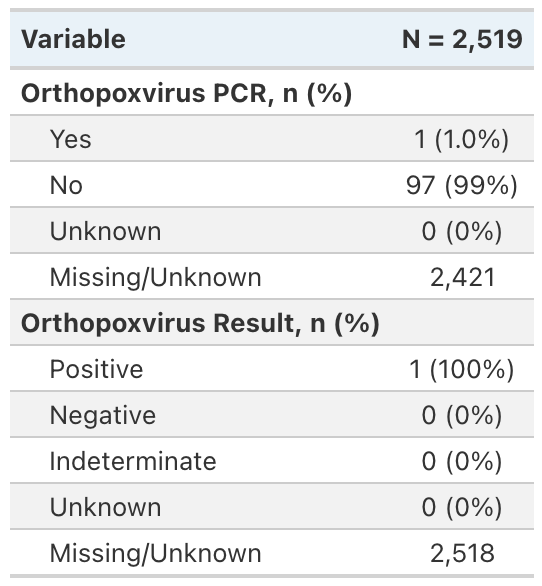 Variable N = 2,519
Orthopoxvirus PCR, n (%)
Yes 1 (1.0%)
No 97 (99%)
Unknown 0 (0%)
Missing/Unknown 2,421
Orthopoxvirus Result, n (%)
Positive 1 (100%)
Negative 0 (0%)
Indeterminate 0 (0%)
Unknown 0 (0%)
Missing/Unknown 2,518